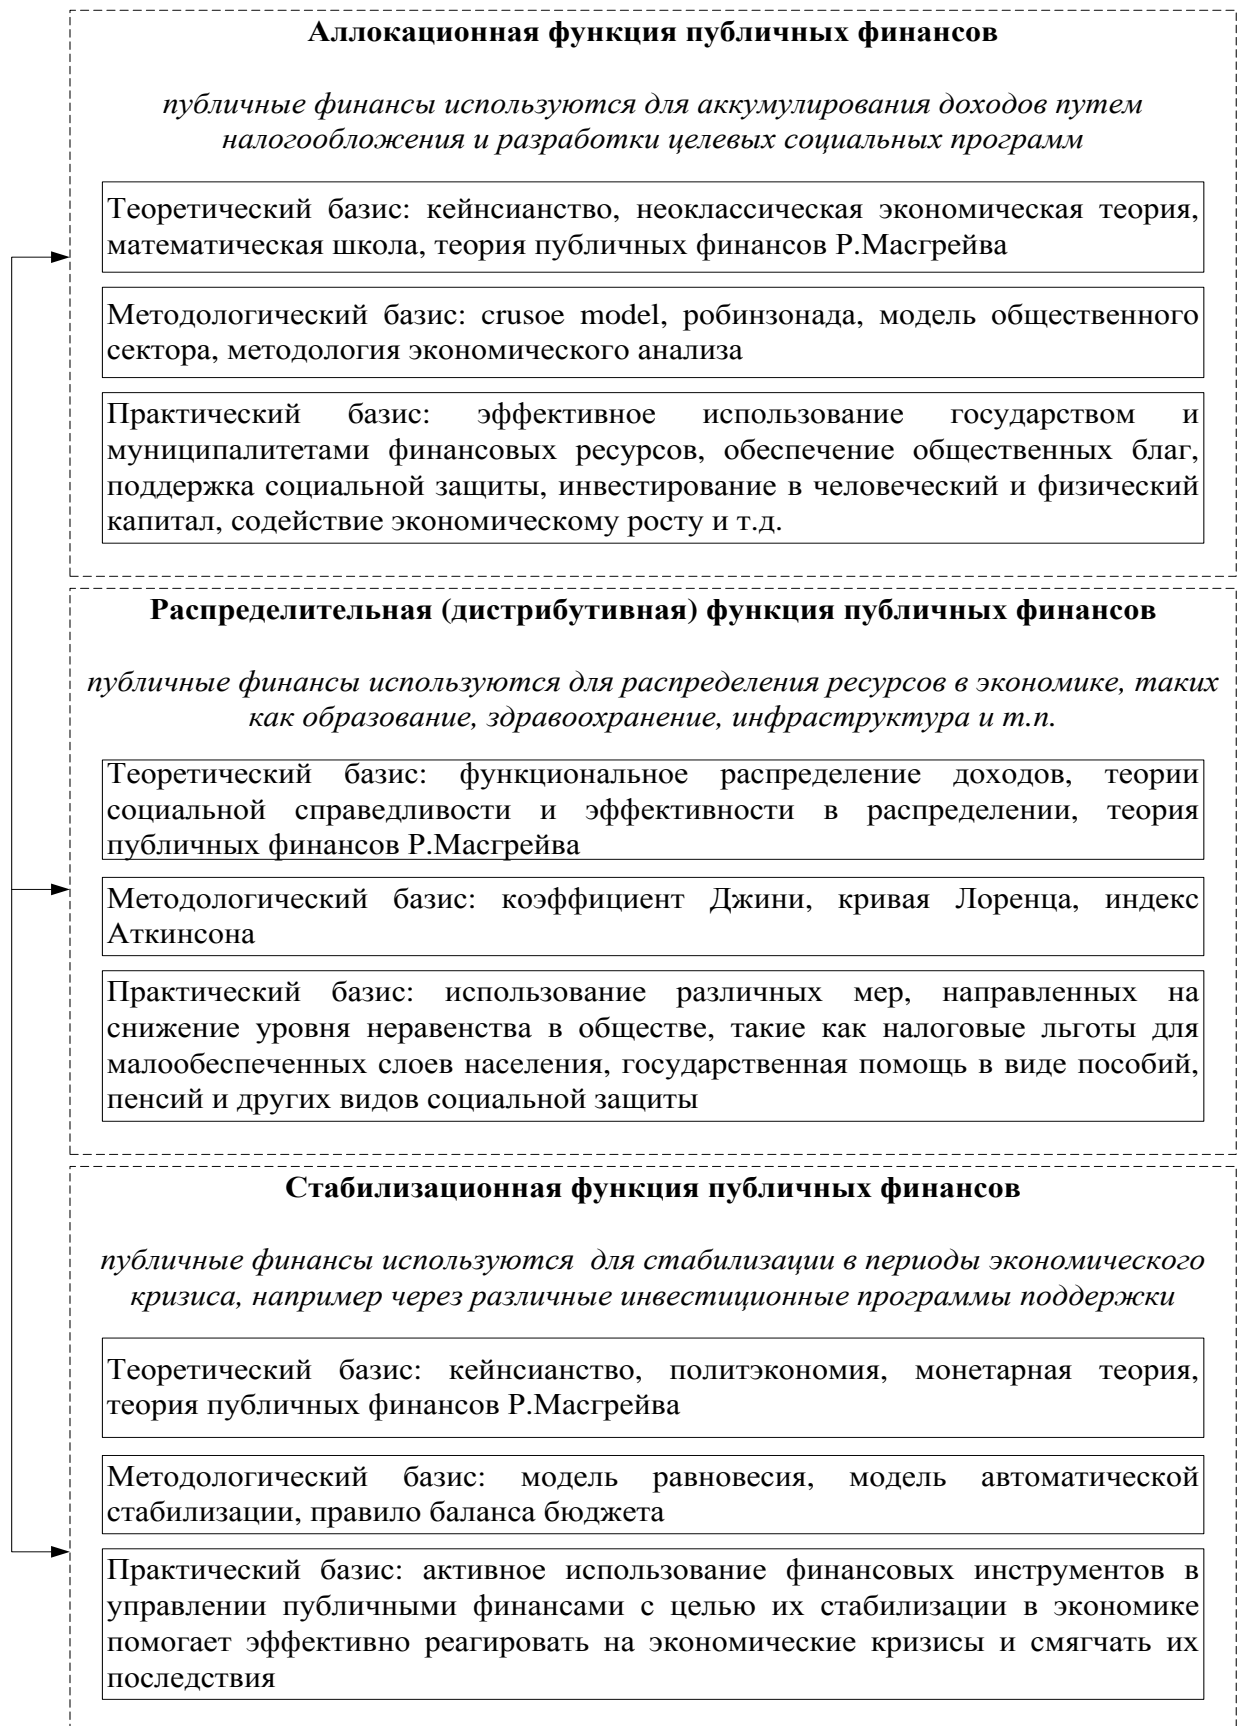 Аллокационная функция публичных финансов
публичные финансы используются для аккумулирования доходов путем
налогообложения и разработки целевых социальных программ
Теоретический базис: кейнсианство, неоклассическая экономическая теория,
математическая школа, теория публичных финансов Р.Масгрейва
Методологический базис: crusoe model, робинзонада, модель общественного
сектора, методология экономического анализа
Практический базис: эффективное использование государством и
муниципалитетами финансовых ресурсов, обеспечение общественных благ,
поддержка социальной защиты, инвестирование в человеческий и физический
капитал, содействие экономическому росту и т.д.
Распределительная (дистрибутивная) функция публичных финансов
публичные финансы используются для распределения ресурсов в экономике, таких
как образование, здравоохранение, инфраструктура и т.п.
Теоретический базис: функциональное распределение доходов, теории
социальной справедливости и эффективности в распределении, теория
публичных финансов Р.Масгрейва
Методологический базис: коэффициент Джини, кривая Лоренца, индекс
Аткинсона
Практический базис: использование различных мер, направленных на
снижение уровня неравенства в обществе, такие как налоговые льготы для
малообеспеченных слоев населения, государственная помощь в виде пособий,
пенсий и других видов социальной защиты
Стабилизационная функция публичных финансов
публичные финансы используются для стабилизации в периоды экономического
кризиса, например через различные инвестиционные программы поддержки
Теоретический базис: кейнсианство, политэкономия, монетарная теория,
теория публичных финансов Р.Масгрейва
Методологический базис: модель равновесия, модель автоматической
стабилизации, правило баланса бюджета
Практический базис: активное использование финансовых инструментов в
управлении публичными финансами с целью их стабилизации в экономике
помогает эффективно реагировать на экономические кризисы и смягчать их
последствия